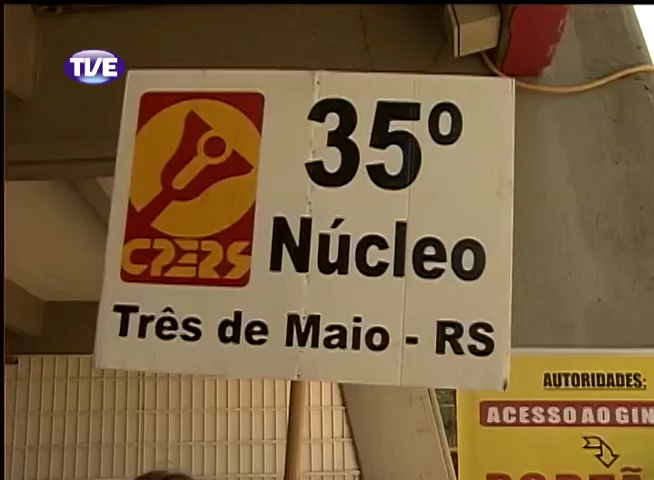 TVE
35º
Núcleo
CPERS
Três de Maio - RS
AUTORIDADES:
ACESSO AO GIN